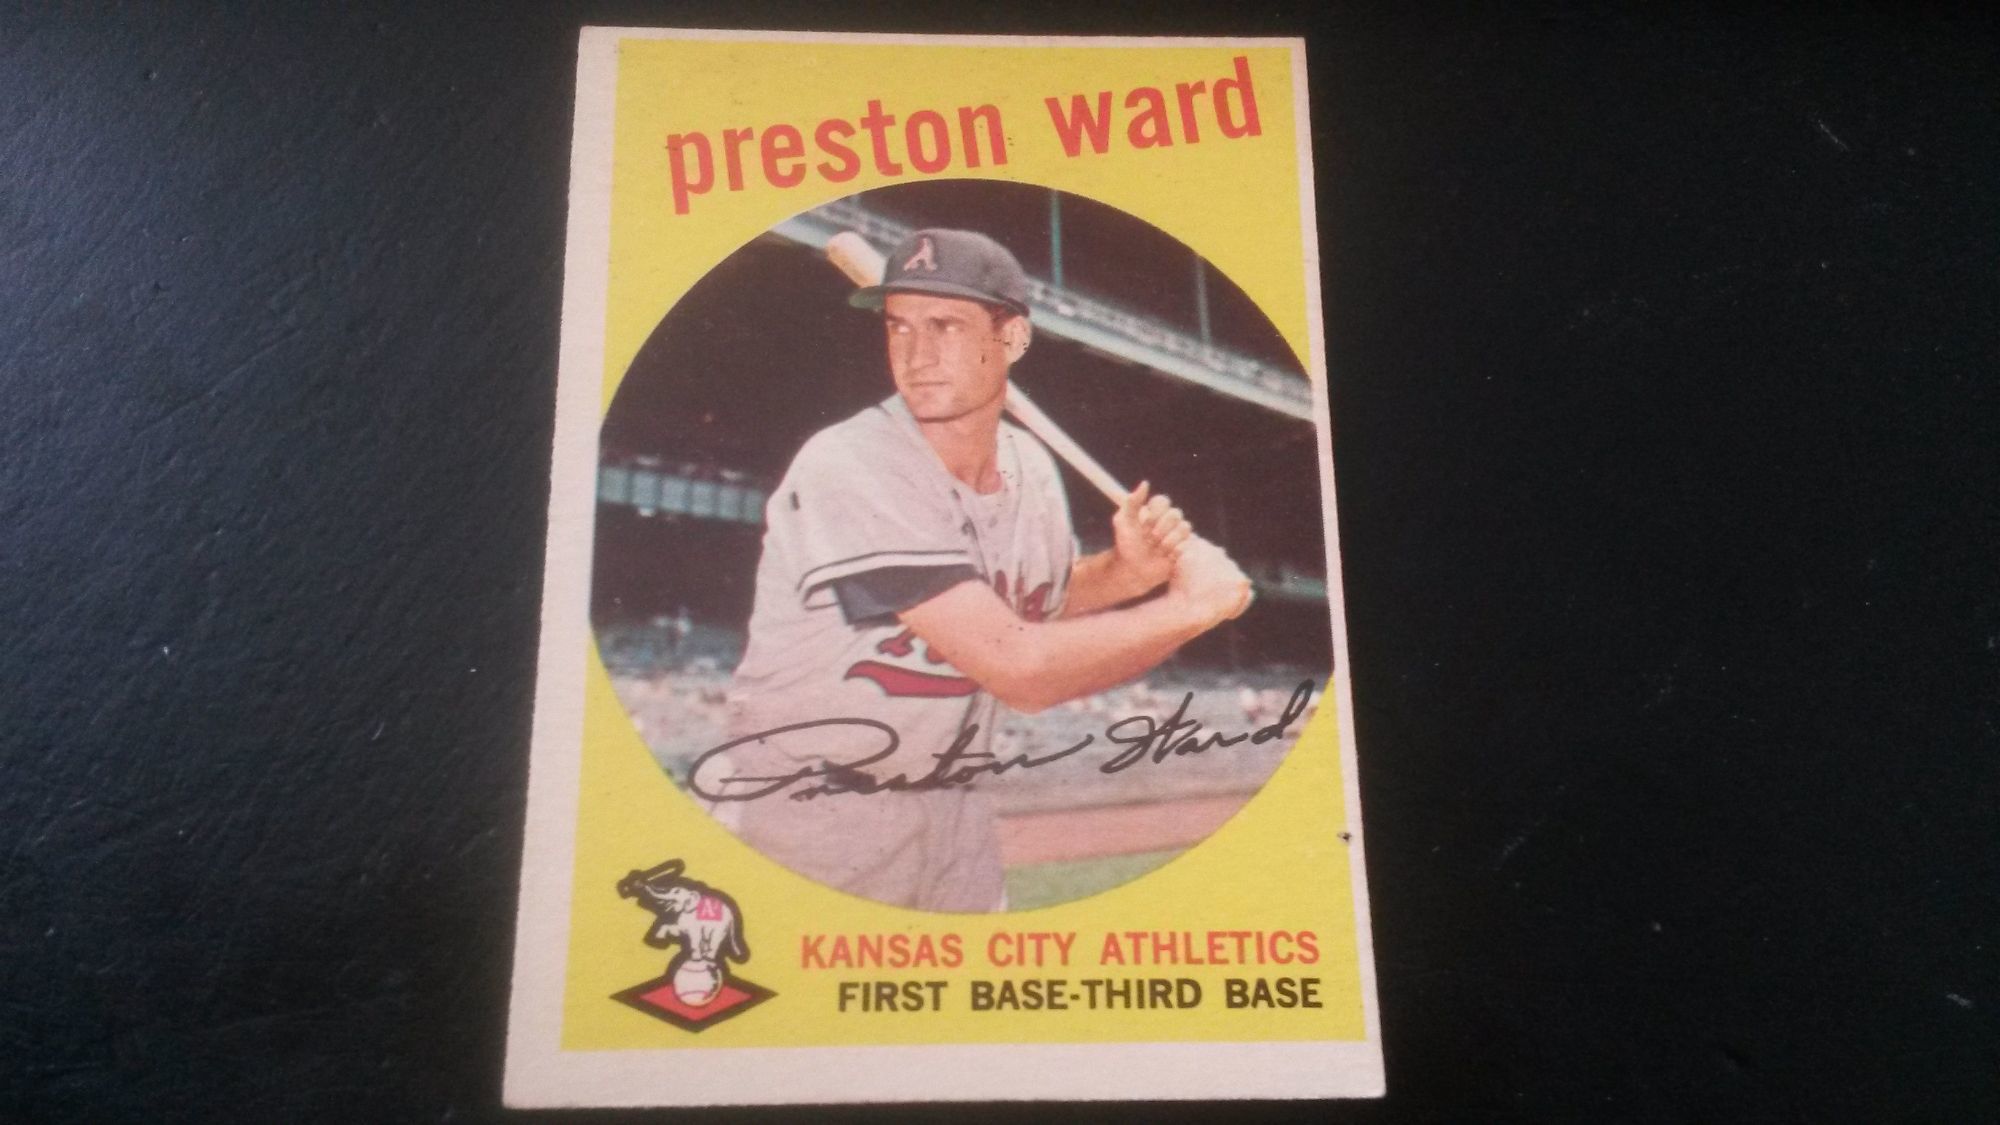 preston ward
A
Preston Ward
A's
KANSAS CITY ATHLETICS
FIRST BASE-THIRD BASE